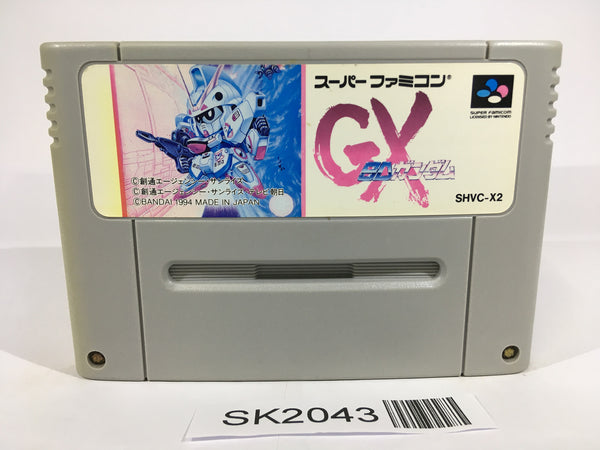 スーパーファミコン®
SUPER FAMICOM
LICENSED BY NINTENDO
GX
SDガンダム
©創通エージェンシー・サンライズ
©創通エージェンシー・サンライズ・テレビ朝日
©BANDAI 1994 MADE IN JAPAN
SHVC-X2
SK2043